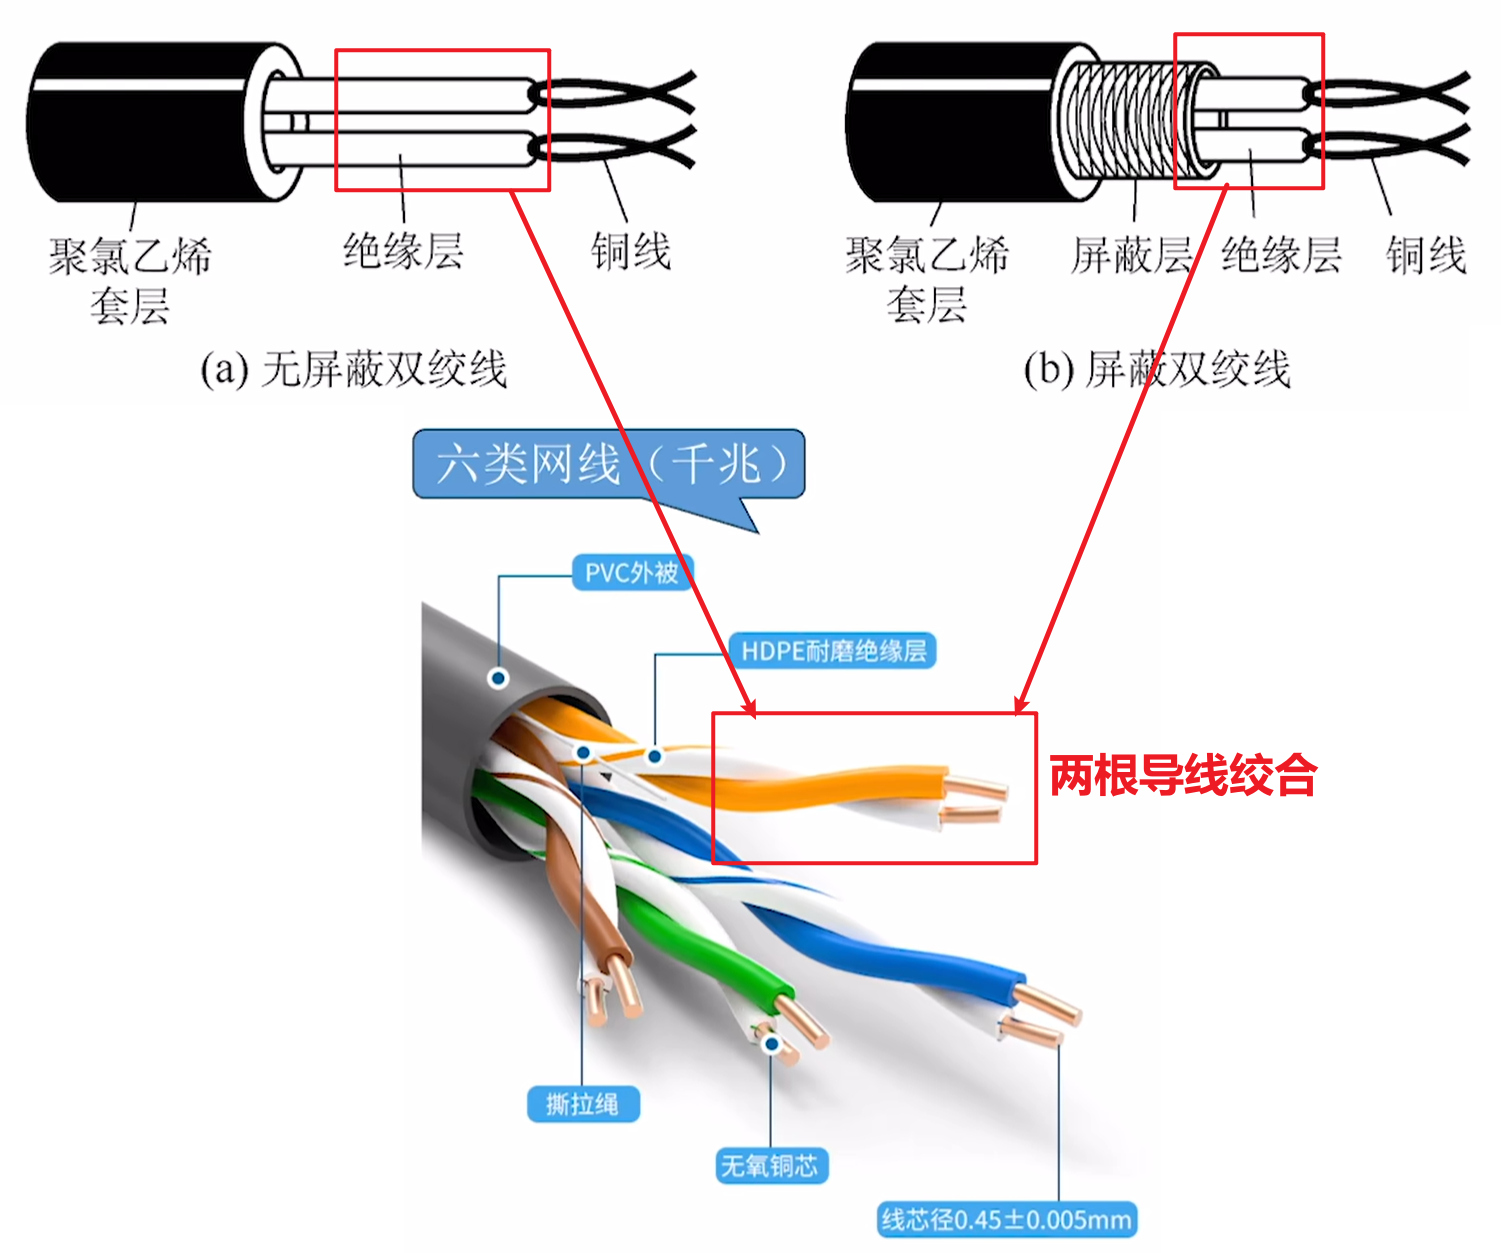 聚氯乙烯
套层
绝缘层
铜线
(a) 无屏蔽双绞线
聚氯乙烯
套层
屏蔽层
绝缘层
铜线
(b) 屏蔽双绞线
六类网线（千兆）
PVC外被
HDPE耐磨绝缘层
两根导线绞合
撕拉绳
无氧铜芯
线芯径0.45±0.005mm